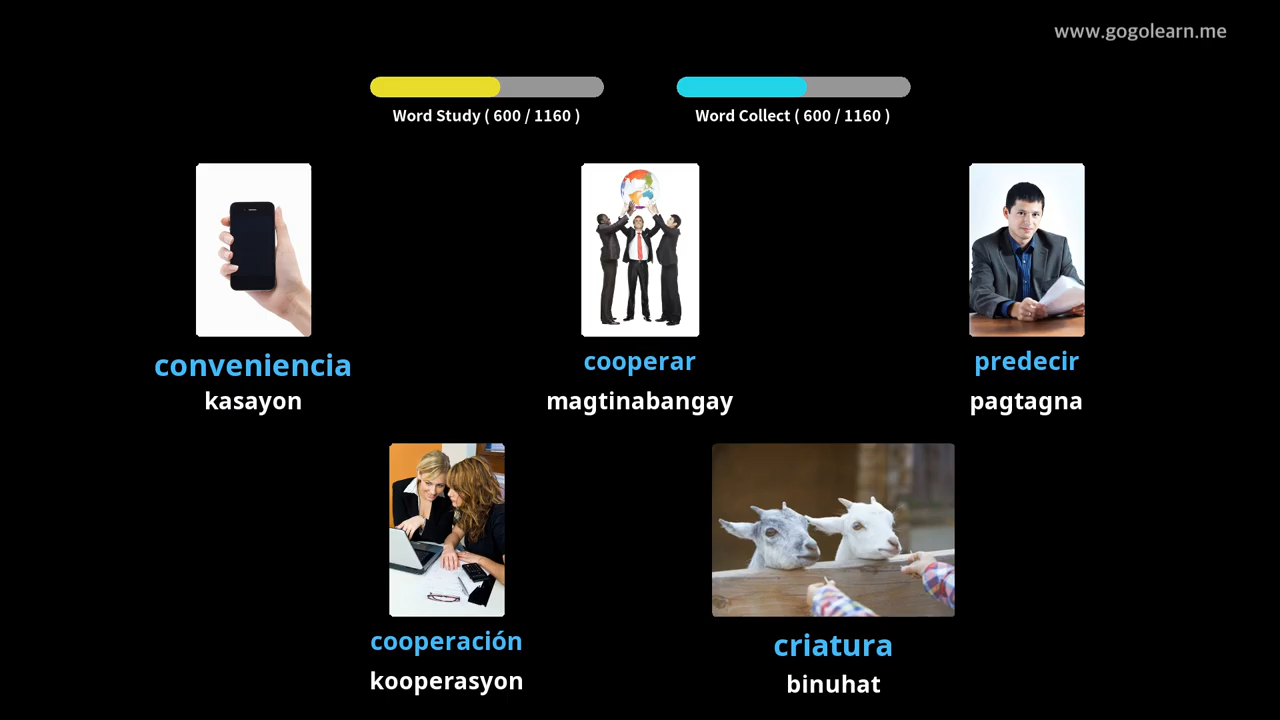 www.gogolearn.me
Word Study ( 600 / 1160 )
Word Collect ( 600 / 1160 )
conveniencia
kasayon
cooperar
magtinabangay
predecir
pagtagna
cooperación
kooperasyon
criatura
binuhat